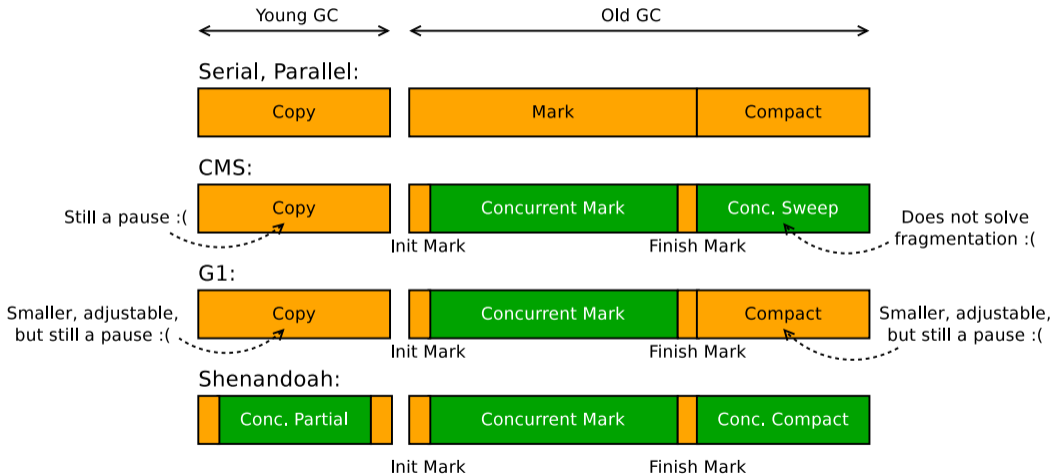 Young GC
Old GC
Serial, Parallel:
Copy
Mark
Compact
CMS:
Still a pause :(
Copy
Concurrent Mark
Conc. Sweep
Does not solve
fragmentation :(
Init Mark
Finish Mark
G1:
Smaller, adjustable,
but still a pause :(
Copy
Concurrent Mark
Compact
Smaller, adjustable,
but still a pause :(
Init Mark
Finish Mark
Shenandoah:
Conc. Partial
Concurrent Mark
Conc. Compact
Init Mark
Finish Mark